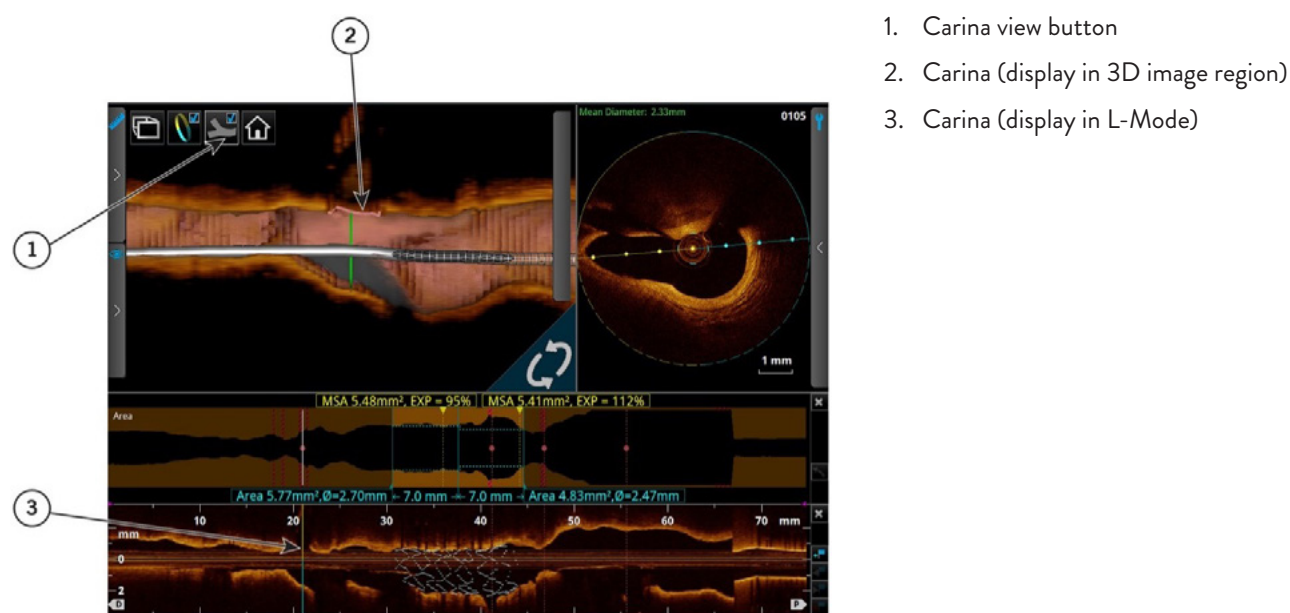 1. Carina view button
2. Carina (display in 3D image region)
3. Carina (display in L-Mode)
2
Mean Diameter: 2.33mm
0105
1
1 mm
MSA 5.48mm², EXP = 95%
MSA 5.41mm², EXP = 112%
Area
Area 5.77mm²,Ø=2.70mm
7.0 mm
7.0 mm
Area 4.83mm²,Ø=2.47mm
3
10 20 30 40 50 60 70 mm
mm
0
2
D
P